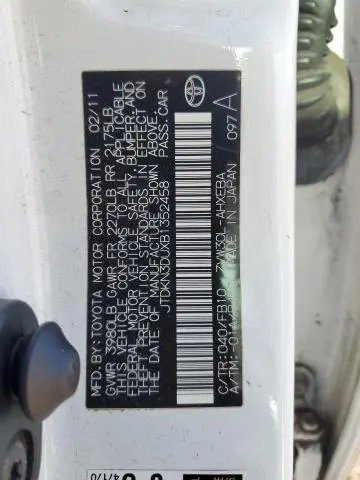 MFD. BY: TOYOTA MOTOR CORPORATION 02/11
GVWR 3980LB GAWR FR 2270LB RR 2175LB
THIS VEHICLE CONFORMS TO ALL APPLICABLE
FEDERAL MOTOR VEHICLE SAFETY, BUMPER, AND
THEFT PREVENTION STANDARDS IN EFFECT ON
THE DATE OF MANUFACTURE SHOWN ABOVE.
JTDKN3DUXB1352458 PASS. CAR
C/TR: 040/FB10 ZVW30L-AHXEBA
A/TM: MADE IN JAPAN 097 A
TOYOTA